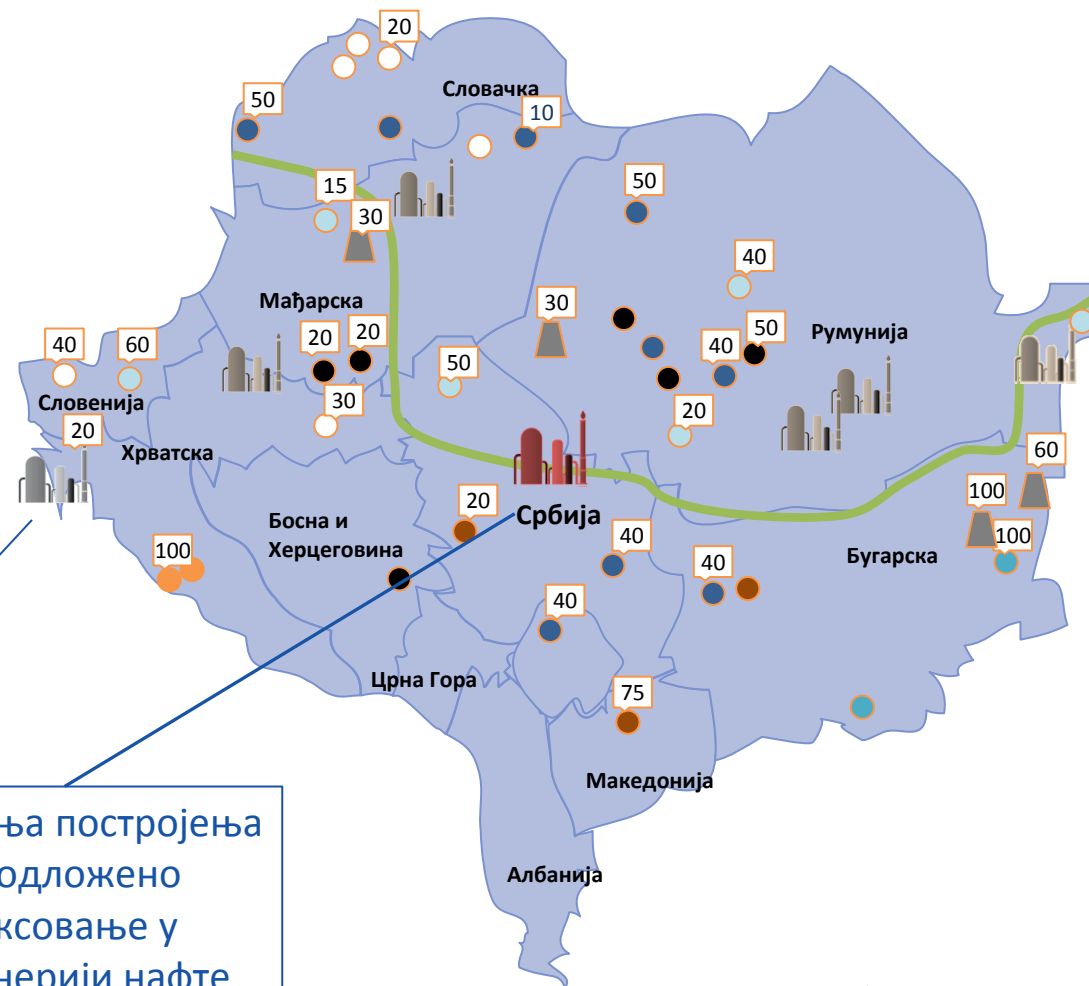 20
Словачка
50
10
15
50
30
40
Мађарска
30
20
20
50
Румунија
40
40
60
50
Словенија
30
20
20
Хрватска
60
100
20
Србија
Босна и
Херцеговина
100
40
Бугарска
100
40
40
Црна Гора
75
Македонија
Албанија
ња постројења
одложено
ксовање у
нерији нафте